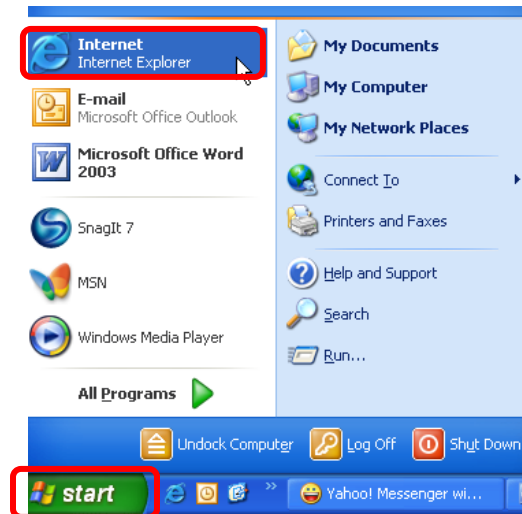 Internet
Internet Explorer
E-mail
Microsoft Office Outlook
Microsoft Office Word
2003
SnagIt 7
MSN
Windows Media Player
All Programs
My Documents
My Computer
My Network Places
Connect To
Printers and Faxes
Help and Support
Search
Run...
Undock Computer
Log Off
Shut Down
start
Yahoo! Messenger wi...